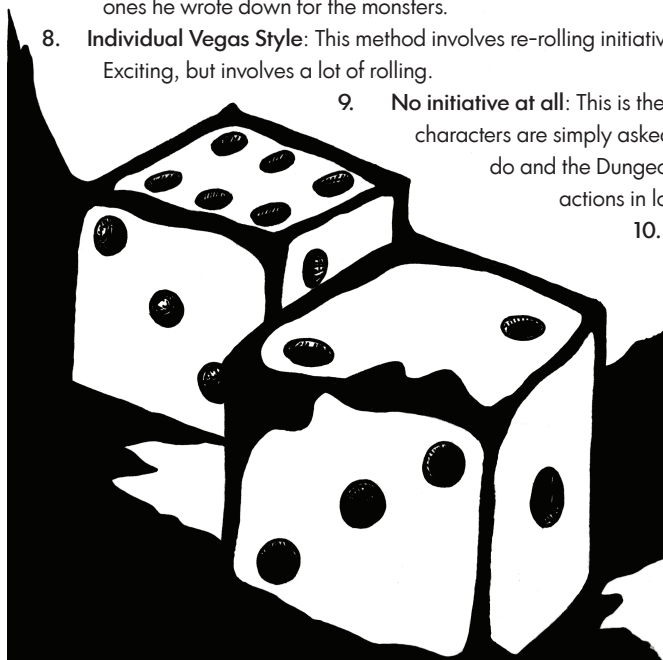 ones he wrote down for the monsters.
8. Individual Vegas Style: This method involves re-rolling initiativ
Exciting, but involves a lot of rolling.
9. No initiative at all: This is the
characters are simply asked
do and the Dungeo
actions in lo
10.